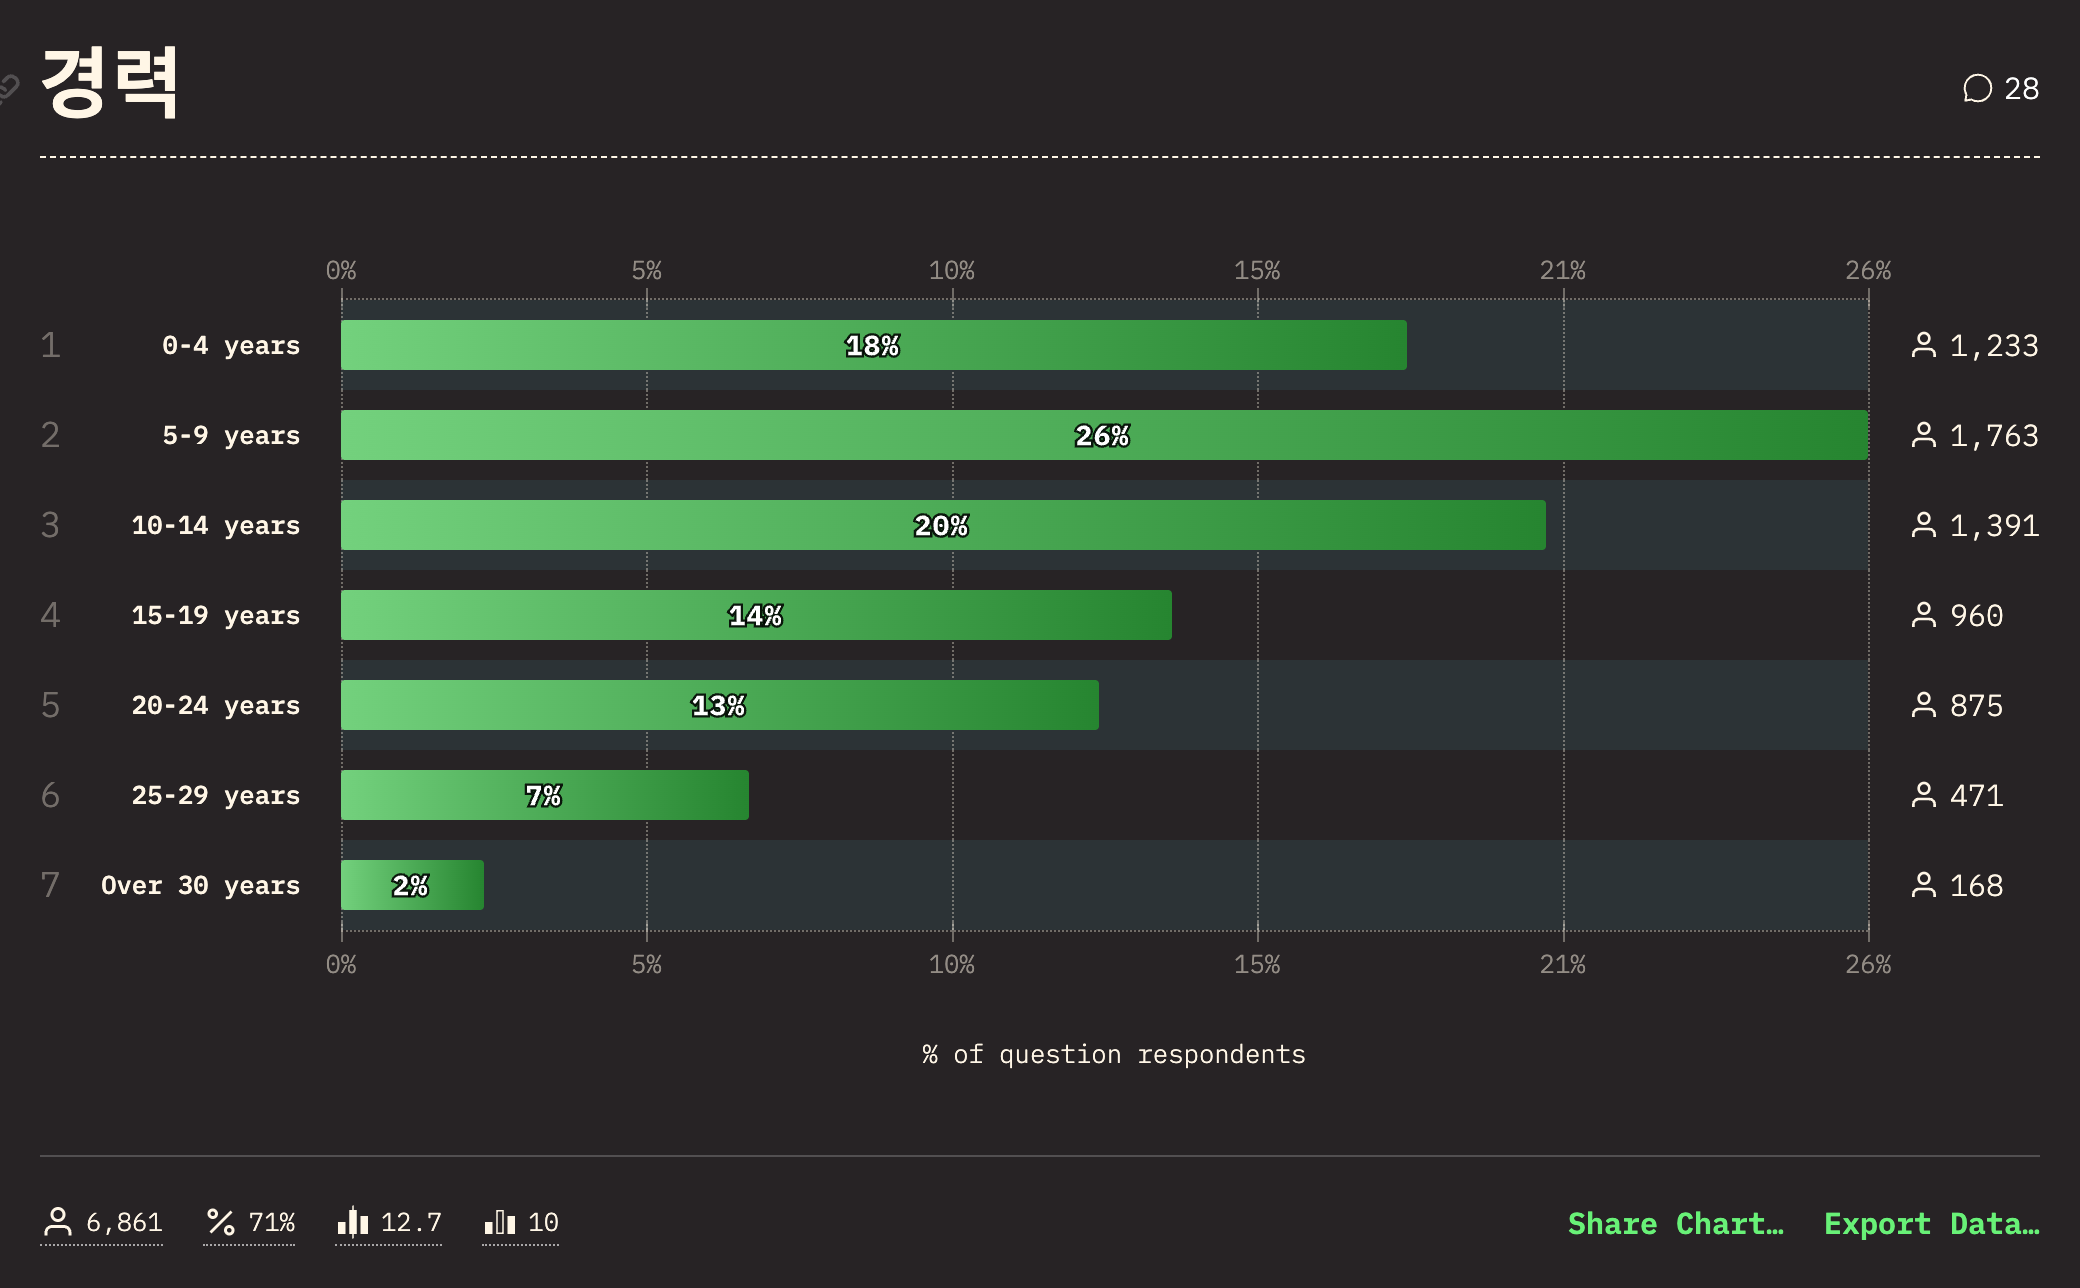 경력
28
0% 5% 10% 15% 21% 26%
1 0-4 years 18% 1,233
2 5-9 years 26% 1,763
3 10-14 years 20% 1,391
4 15-19 years 14% 960
5 20-24 years 13% 875
6 25-29 years 7% 471
7 Over 30 years 2% 168
0% 5% 10% 15% 21% 26%
% of question respondents
6,861 % 71% 12.7 10 Share Chart… Export Data…